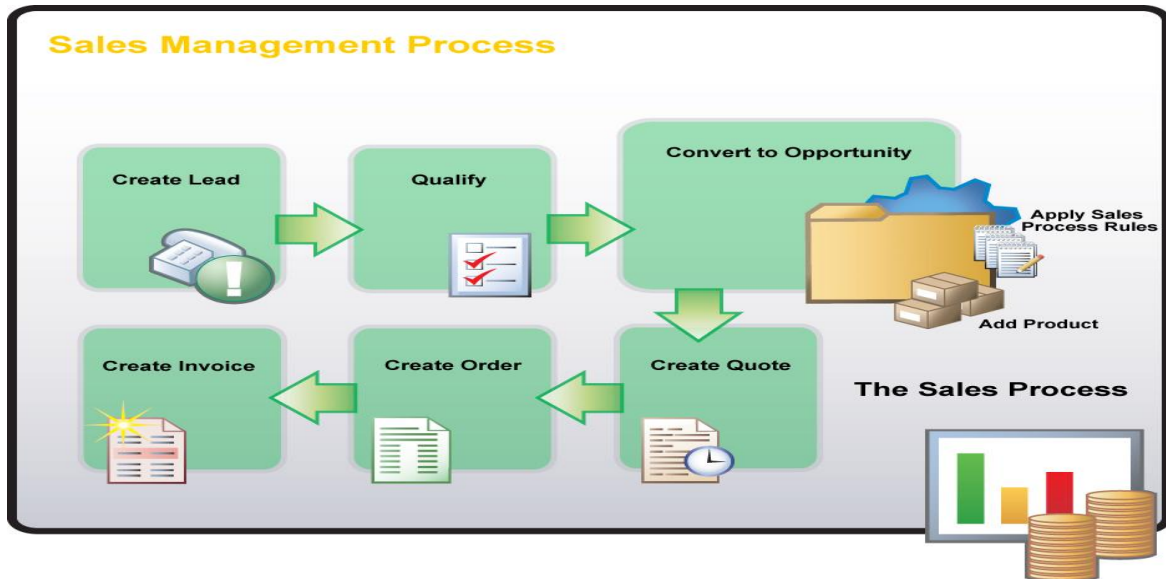 Sales Management Process
Create Lead
Qualify
Convert to Opportunity
Apply Sales
Process Rules
Add Product
Create Invoice
Create Order
Create Quote
The Sales Process